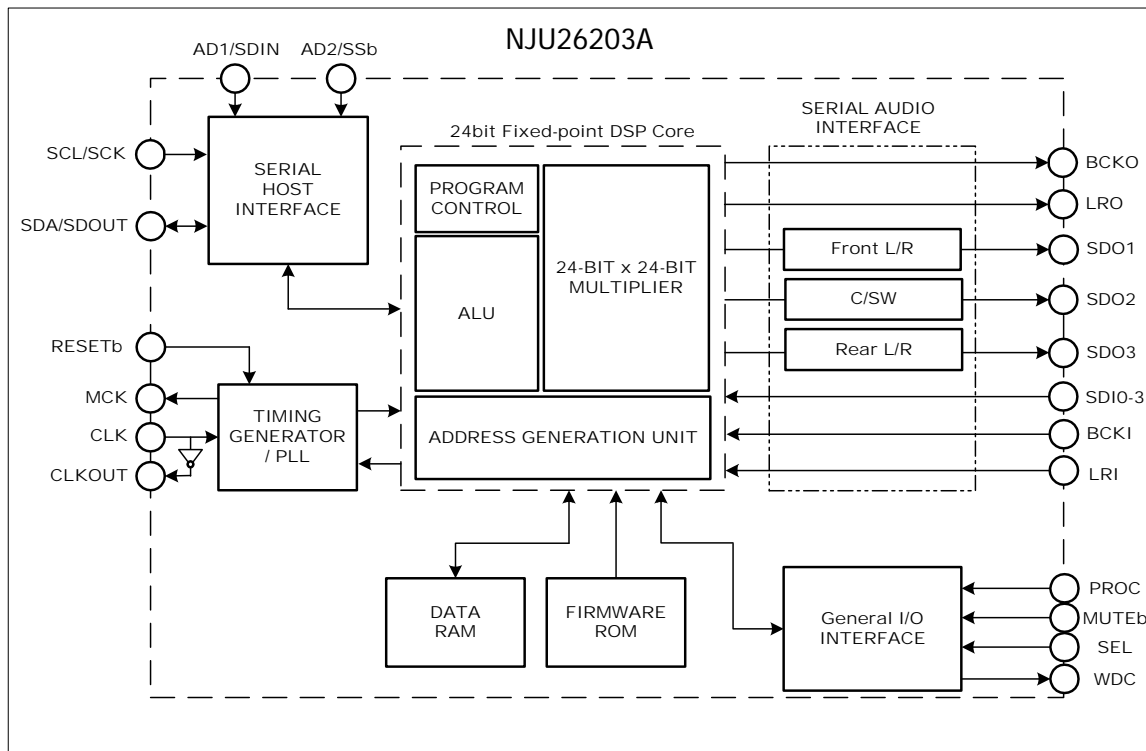 NJU26203A
AD1/SDIN
AD2/SSb
SCL/SCK
SDA/SDOUT
SERIAL
HOST
INTERFACE
RESETb
MCK
CLK
CLKOUT
TIMING
GENERATOR
/ PLL
24bit Fixed-point DSP Core
PROGRAM
CONTROL
ALU
24-BIT x 24-BIT
MULTIPLIER
ADDRESS GENERATION UNIT
SERIAL AUDIO
INTERFACE
Front L/R
C/SW
Rear L/R
BCKO
LRO
SDO1
SDO2
SDO3
SDI0-3
BCKI
LRI
DATA
RAM
FIRMWARE
ROM
General I/O
INTERFACE
PROC
MUTEb
SEL
WDC